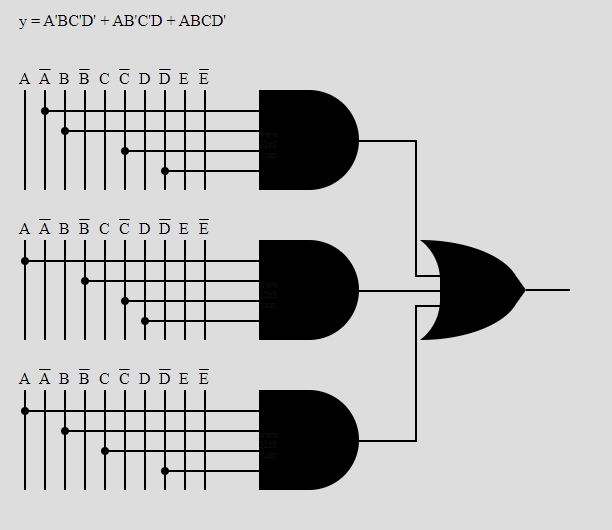 y = A'BC'D' + AB'C'D + ABCD'
A A̅ B B̅ C C̅ D D̅ E E̅
A A̅ B B̅ C C̅ D D̅ E E̅
A A̅ B B̅ C C̅ D D̅ E E̅